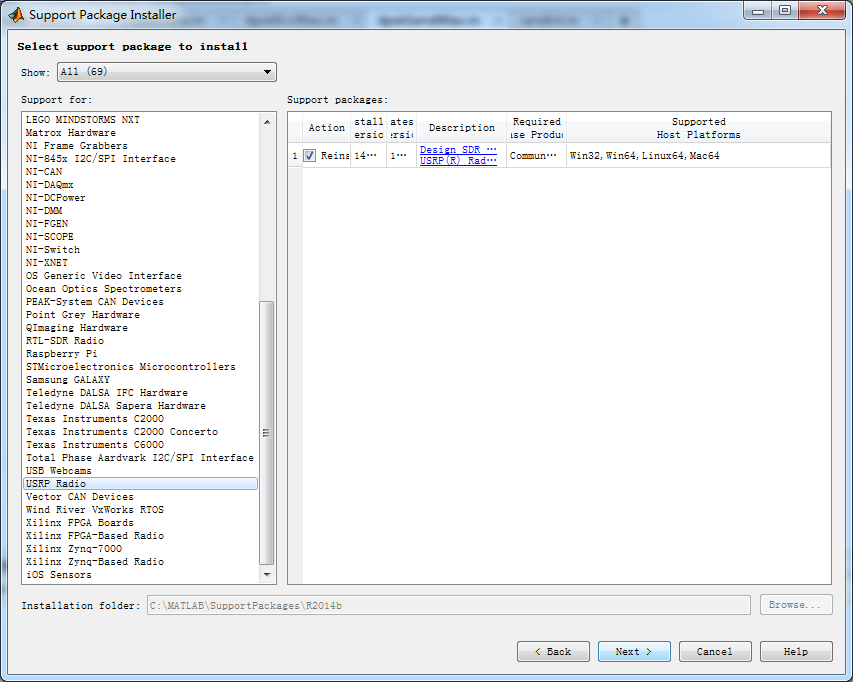 Support Package Installer
Select support package to install
Show: All (69)
Support for:
LEGO MINDSTORMS NXT
Matrox Hardware
NI Frame Grabbers
NI-845x I2C/SPI Interface
NI-CAN
NI-DAQmx
NI-DCPower
NI-DMM
NI-FGEN
NI-SCOPE
NI-Switch
NI-XNET
OS Generic Video Interface
Ocean Optics Spectrometers
PEAK-System CAN Devices
Point Grey Hardware
QImaging Hardware
RTL-SDR Radio
Raspberry Pi
STMicroelectronics Microcontrollers
Samsung GALAXY
Teledyne DALSA IFC Hardware
Teledyne DALSA Sapera Hardware
Texas Instruments C2000
Texas Instruments C2000 Concerto
Texas Instruments C6000
Total Phase Aardvark I2C/SPI Interface
USB Webcams
USRP Radio
Vector CAN Devices
Wind River VxWorks RTOS
Xilinx FPGA Boards
Xilinx FPGA-Based Radio
Xilinx Zynq-7000
Xilinx Zynq-Based Radio
iOS Sensors
Support packages:
Action
stall
ersio
ates
ersio
Description
Required
use Produ
Supported
Host Platforms
1 Reins 14... 1...
Design SDR ...
USRP(R) Rad...
Commun... Win32, Win64, Linux64, Mac64
Installation folder: C:\MATLAB\SupportPackages\R2014b Browse...
< Back Next > Cancel Help